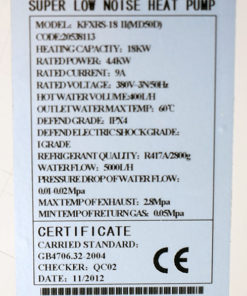 SUPER LOW NOISE HEAT PUMP
MODEL: KFXRS-18 II(MD50D)
CODE:20538113
HEATING CAPACITY: 18KW
RATED POWER: 4.4KW
RATED CURRENT: 9A
RATED VOLTAGE: 380V-3N/50Hz
HOT WATER VOLUME:400L/H
OUTLET WATER MAX TEMP: 60℃
DEFEND GRADE: IPX4
DEFEND ELECTRIC SHOCK GRADE:
I GRADE
REFRIGERANT QUALITY: R417A/2800g
WATER FLOW: 5000L/H
PRESSURE DROP OF WATER FLOW:
0.01-0.02Mpa
MAX TEMP OF EXHAUST: 2.8Mpa
MIN TEMP OF RETURN GAS: 0.05Mpa
CERTIFICATE
CARRIED STANDARD:
GB4706.32-2004
CHECKER: QC02
DATE: 11/2012
CE